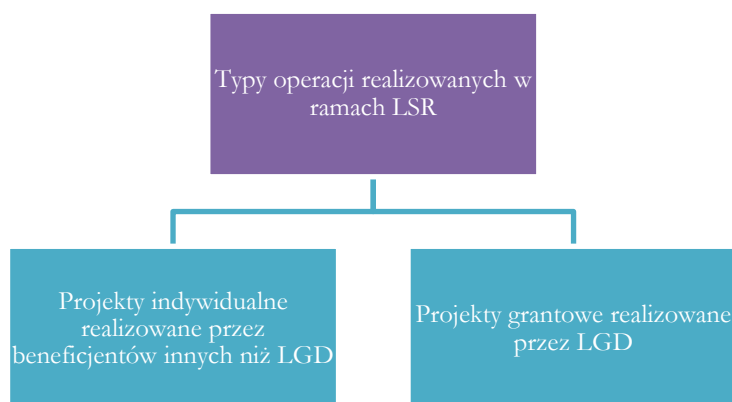 Typy operacji realizowanych w
ramach LSR
Projekty indywidualne
realizowane przez
beneficjentów innych niż LGD
Projekty grantowe realizowane
przez LGD